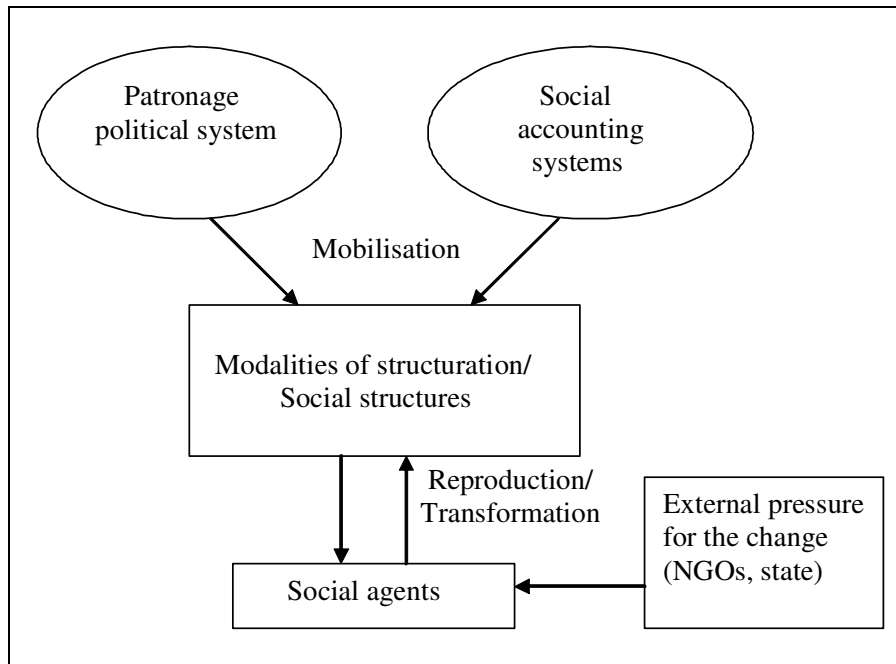 Patronage
political system
Social
accounting
systems
Mobilisation
Modalities of structuration/
Social structures
Reproduction/
Transformation
External pressure
for the change
(NGOs, state)
Social agents